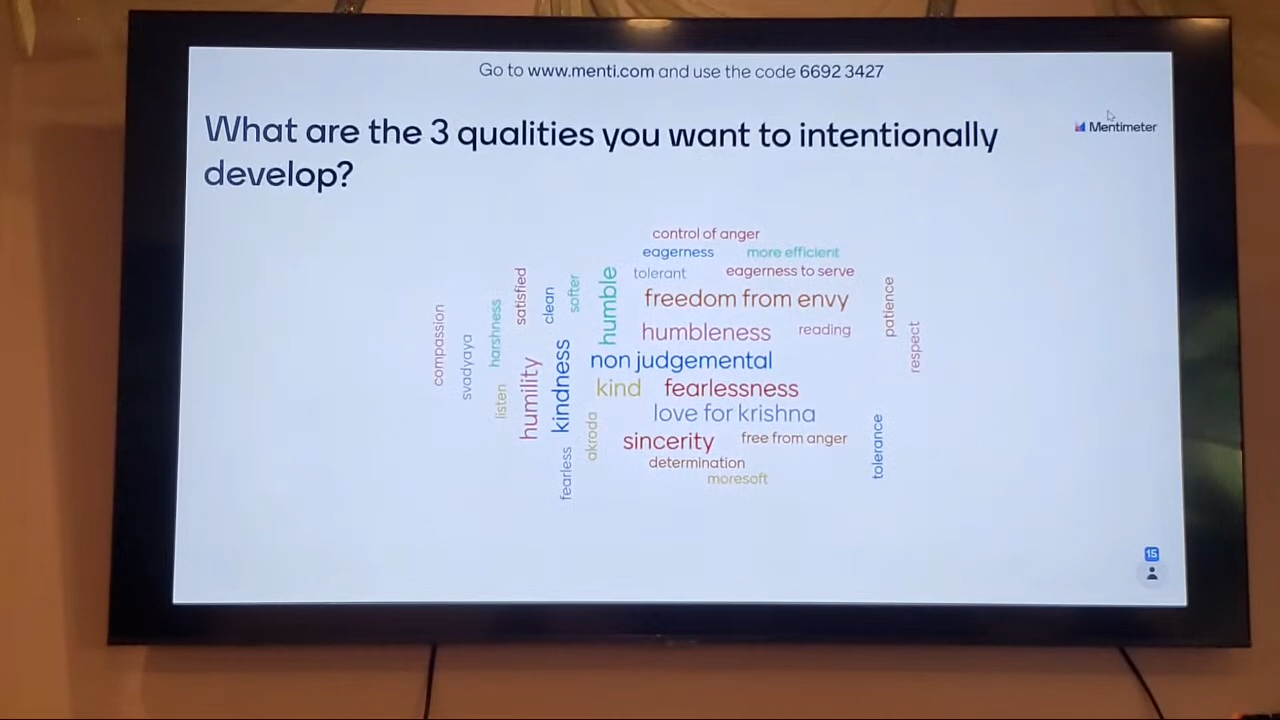 Go to www.menti.com and use the code 6692 3427
What are the 3 qualities you want to intentionally
develop?
Mentimeter
control of anger
eagerness
more efficient
tolerant
eagerness to serve
freedom from envy
humbleness
reading
non judgemental
kind
fearlessness
love for krishna
sincerity
free from anger
determination
moresoft
compassion
svadyaya
harshness
listen
satisfied
humility
clean
kindness
fearless
softer
akroda
humble
patience
respect
tolerance
15